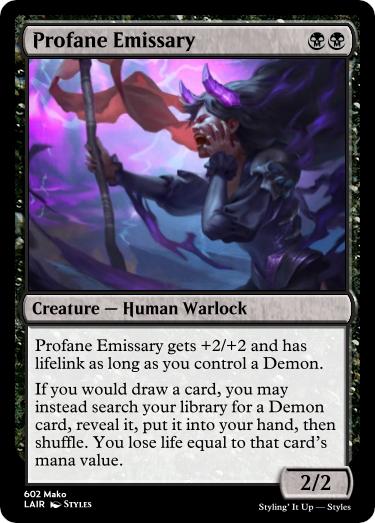 Profane Emissary
Creature — Human Warlock
Profane Emissary gets +2/+2 and has
lifelink as long as you control a Demon.
If you would draw a card, you may
instead search your library for a Demon
card, reveal it, put it into your hand, then
shuffle. You lose life equal to that card's
mana value.
2/2
602 Mako
LAIR Styles
Styling' It Up — Styles